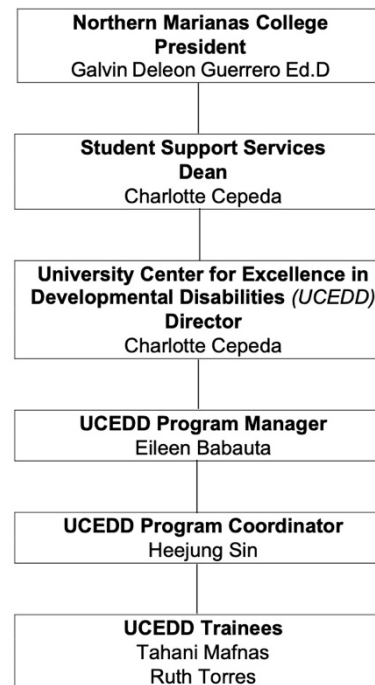 Northern Marianas College
President
Galvin Deleon Guerrero Ed.D
Student Support Services
Dean
Charlotte Cepeda
University Center for Excellence in
Developmental Disabilities (UCEDD)
Director
Charlotte Cepeda
UCEDD Program Manager
Eileen Babauta
UCEDD Program Coordinator
Heejung Sin
UCEDD Trainees
Tahani Mafnas
Ruth Torres